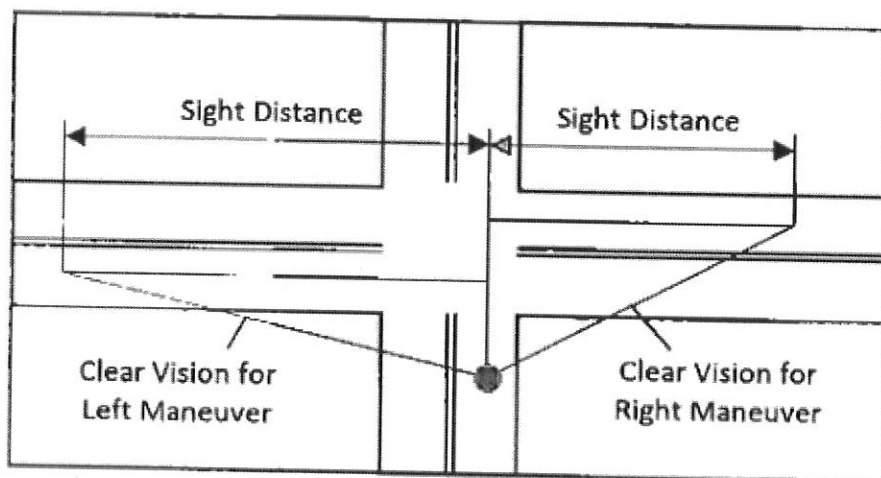 Sight Distance
Sight Distance
Clear Vision for
Left Maneuver
Clear Vision for
Right Maneuver